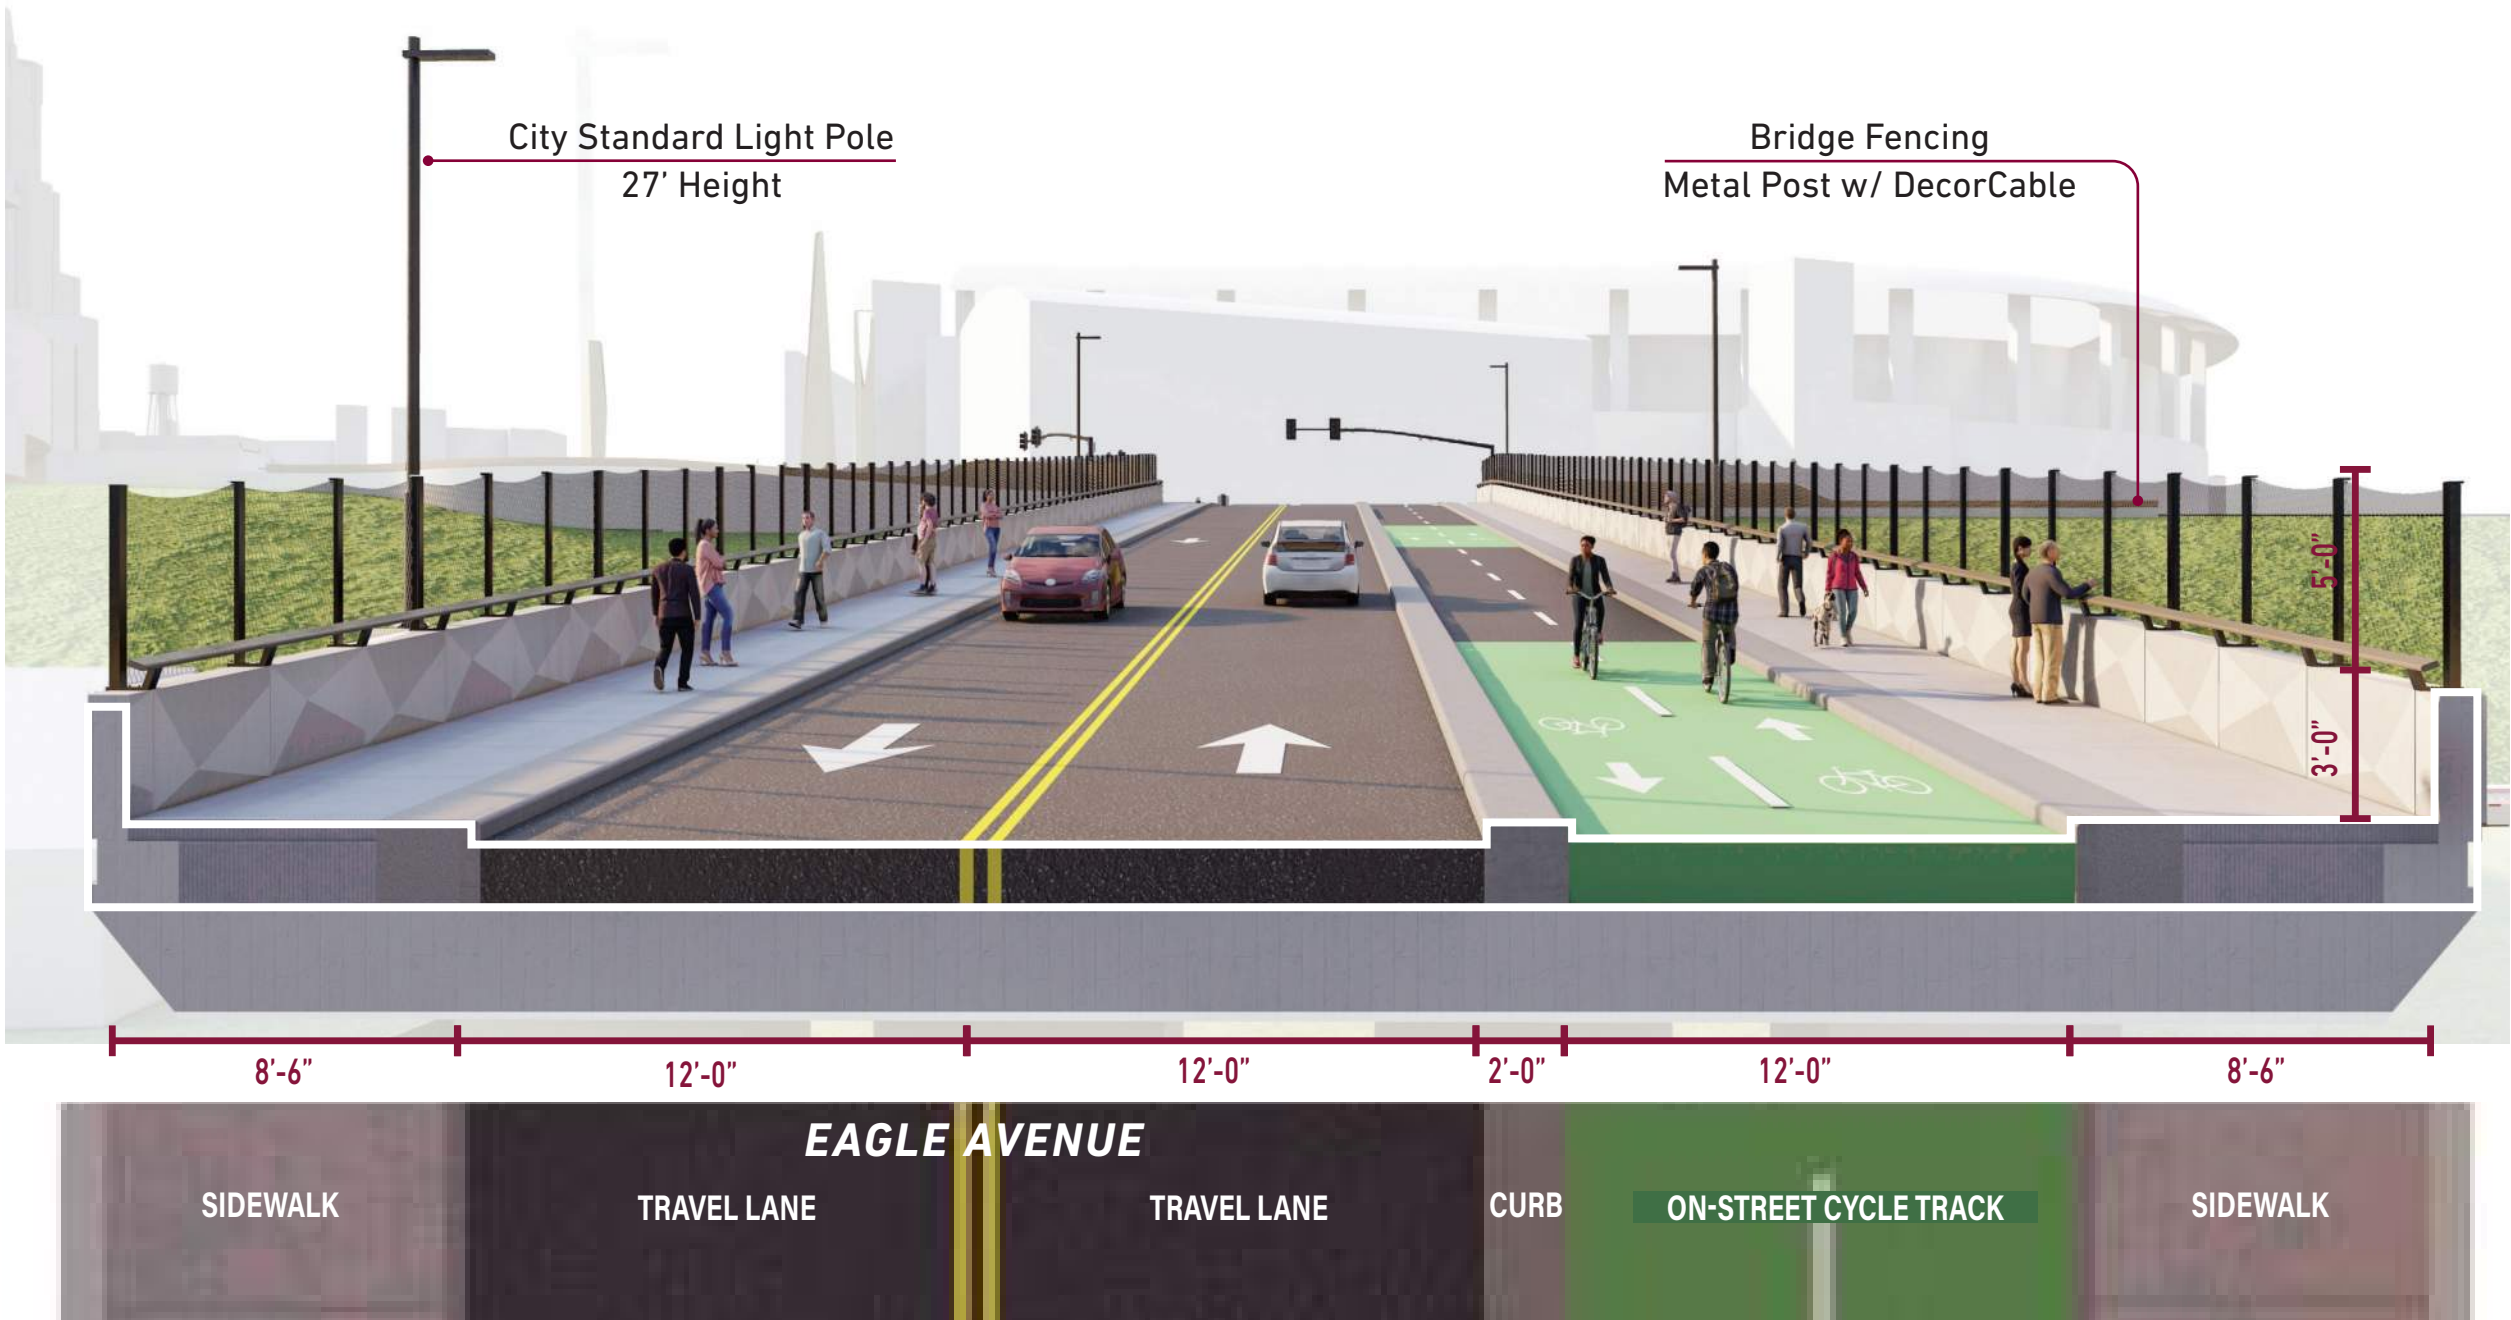 City Standard Light Pole
27’ Height
Bridge Fencing
Metal Post w/ DecorCable
5’-0”
3’-0”
8’-6”
12’-0”
12’-0”
2’-0”
12’-0”
8’-6”
EAGLE AVENUE
SIDEWALK
TRAVEL LANE
TRAVEL LANE
CURB
ON-STREET CYCLE TRACK
SIDEWALK